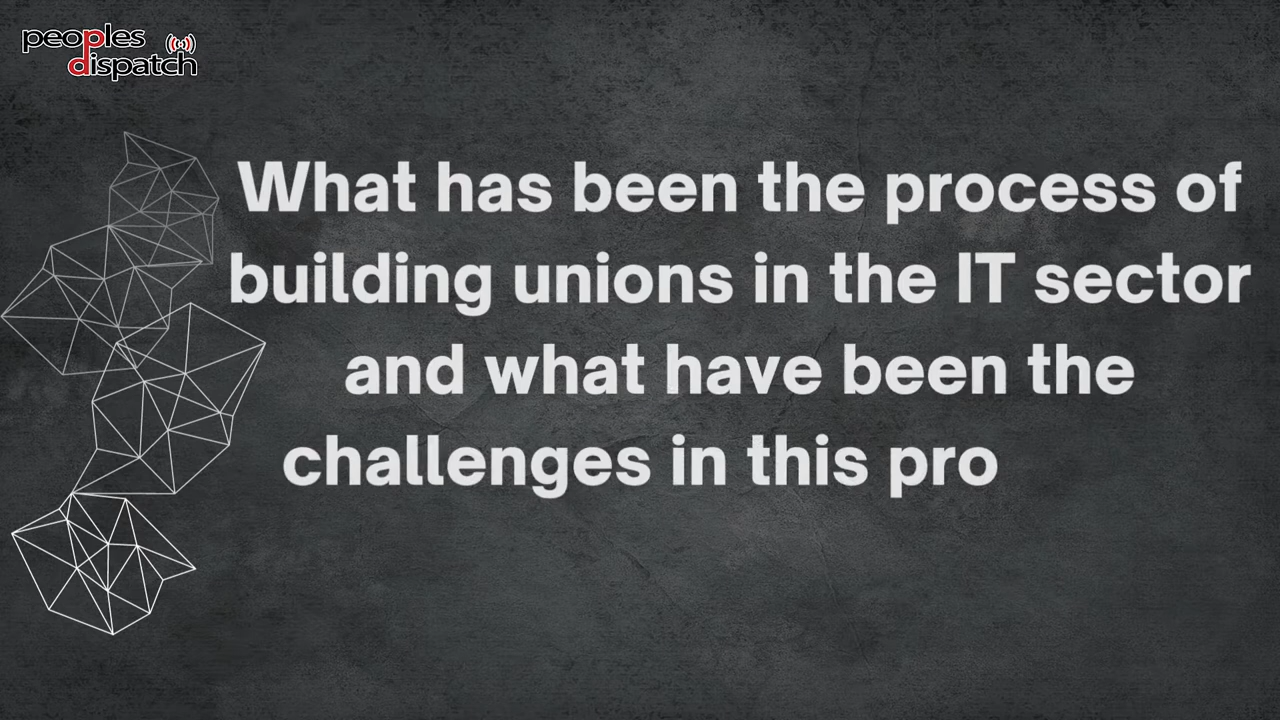 peoples
dispatch
What has been the process of
building unions in the IT sector
and what have been the
challenges in this pro